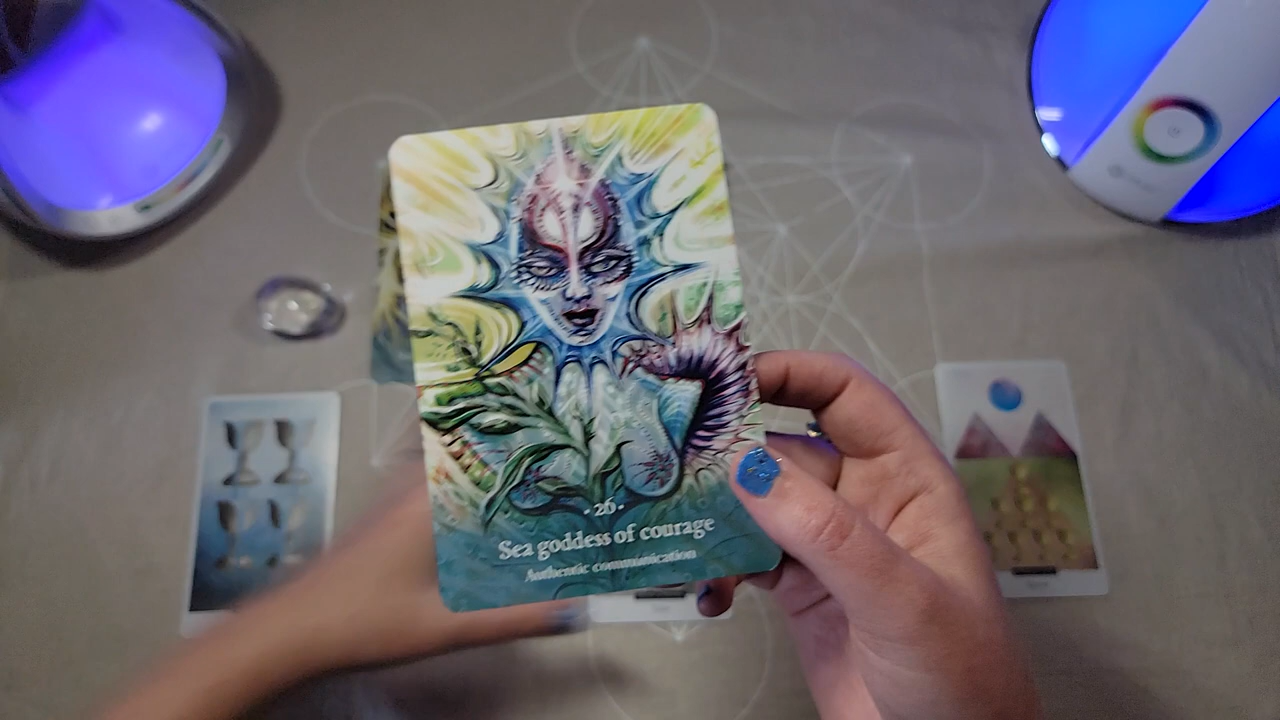 · 26 ·
Sea goddess of courage
Authentic communication